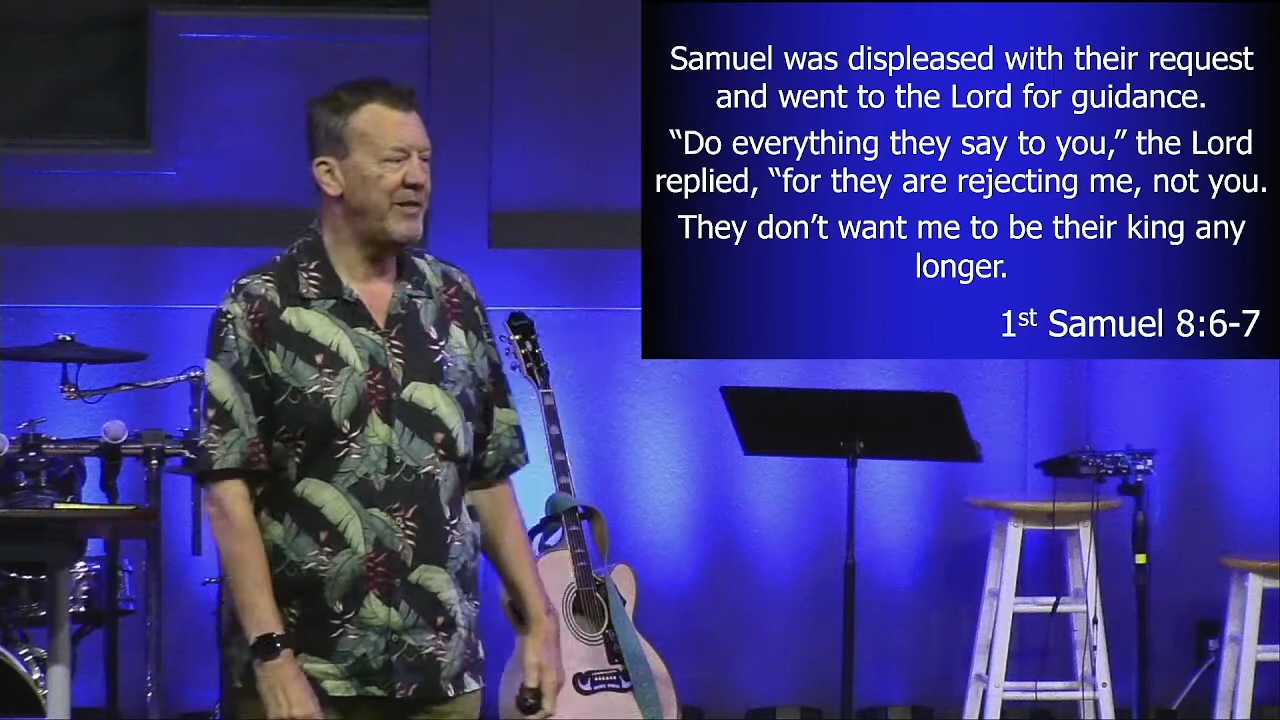 Samuel was displeased with their request
and went to the Lord for guidance.
“Do everything they say to you,” the Lord
replied, “for they are rejecting me, not you.
They don’t want me to be their king any
longer.
1st Samuel 8:6-7